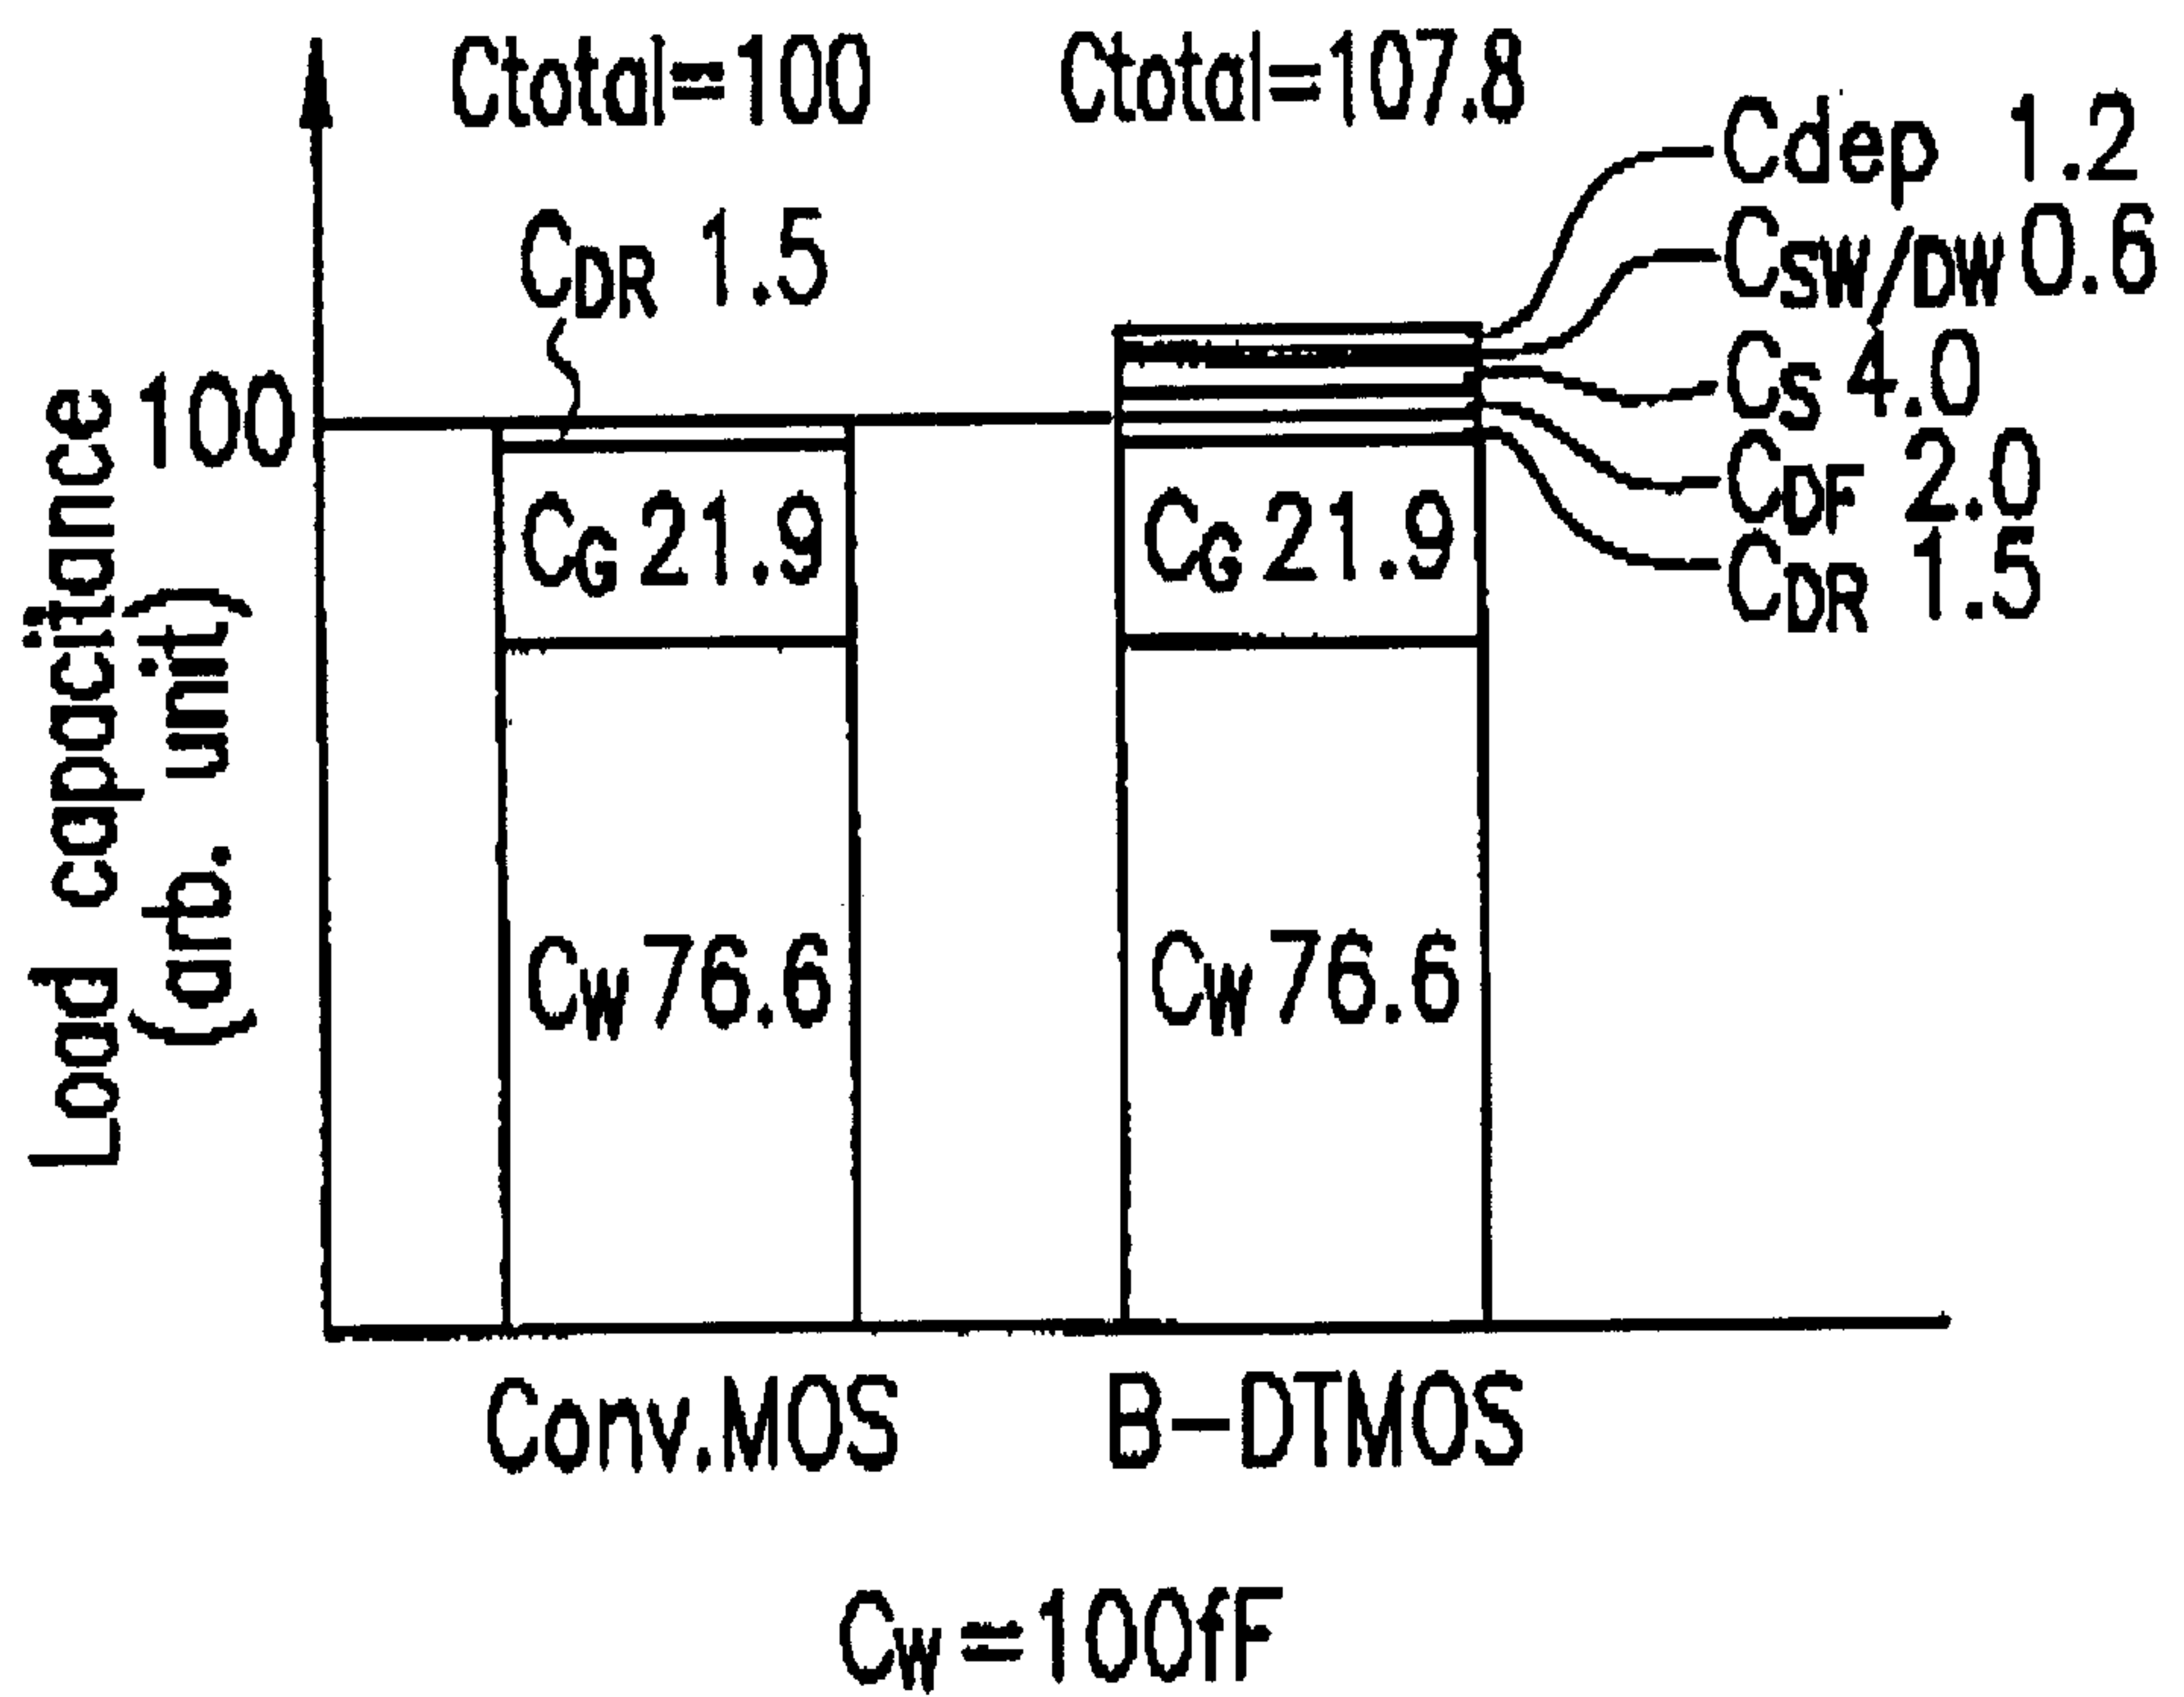 Ctotal=100
Ctotal=107.8
Cdep 1.2
CDR 1.5
CSW/DW 0.6
CS 4.0
100
CDF 2.0
CG 21.9
CG 21.9
CDR 1.5
Load capacitance
(arb. unit)
CW 76.6
CW 76.6
Conv.MOS
B-DTMOS
CW=100fF